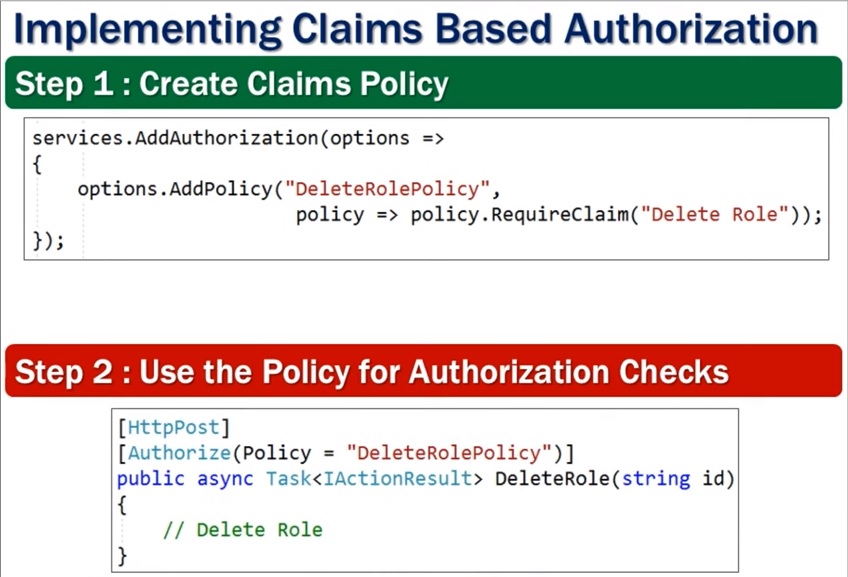 Implementing Claims Based Authorization
Step 1 : Create Claims Policy
services.AddAuthorization(options =>
{
    options.AddPolicy("DeleteRolePolicy",
                       policy => policy.RequireClaim("Delete Role"));
});
Step 2 : Use the Policy for Authorization Checks
[HttpPost]
[Authorize(Policy = "DeleteRolePolicy")]
public async Task<IActionResult> DeleteRole(string id)
{
    // Delete Role
}